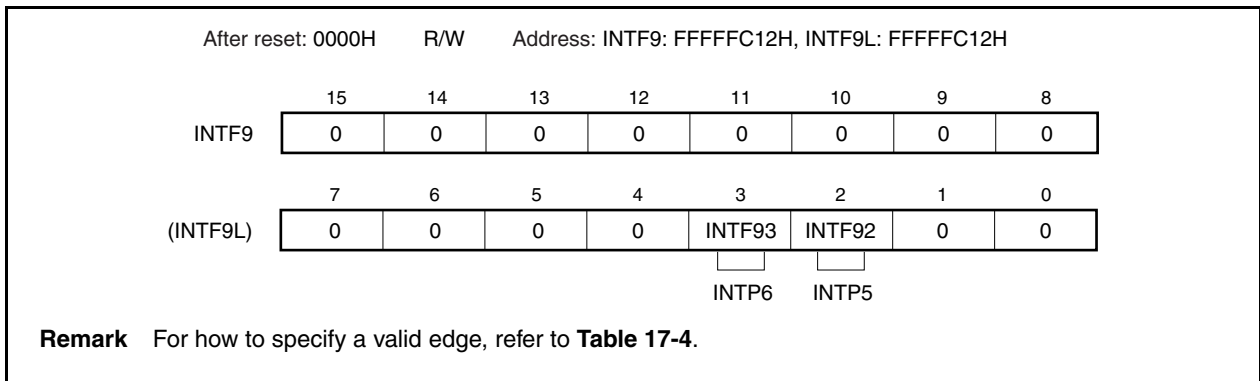 After reset: 0000H R/W Address: INTF9: FFFFFC12H, INTF9L: FFFFFC12H
15 14 13 12 11 10 9 8
INTF9 0 0 0 0 0 0 0 0
7 6 5 4 3 2 1 0
(INTF9L) 0 0 0 0 INTF93 INTF92 0 0
INTP6 INTP5
Remark For how to specify a valid edge, refer to Table 17-4.